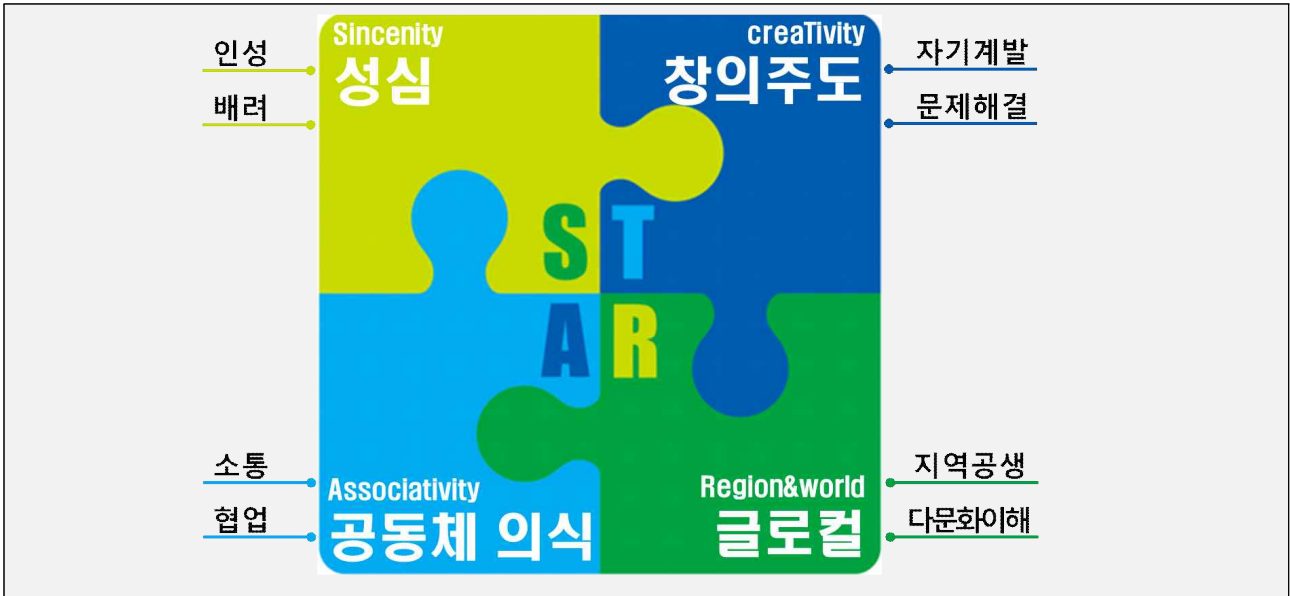 인성
배려
Sincenity
성심
creaTivity
창의주도
자기계발
문제해결
S T
A R
소통
협업
Associativity
공동체 의식
Region&world
글로컬
지역공생
다문화이해